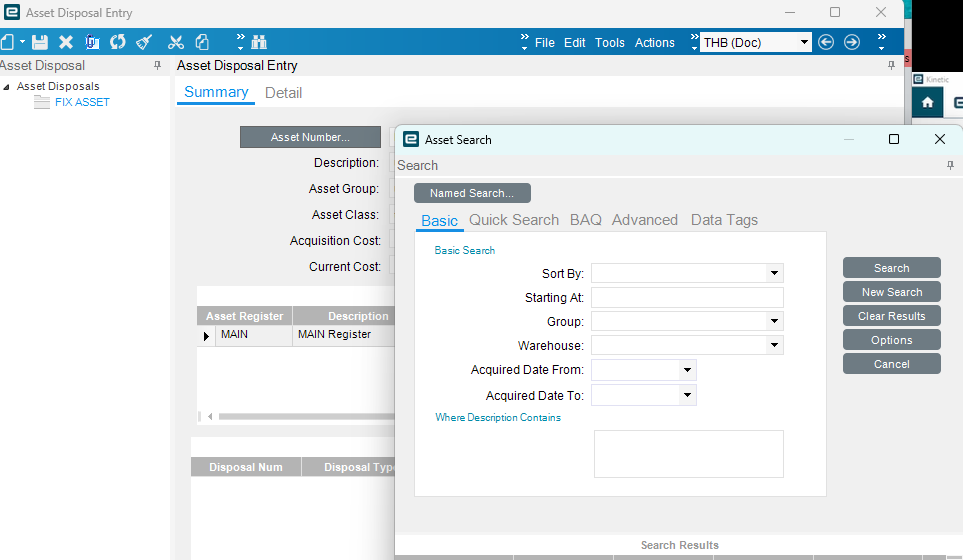 Asset Disposal Entry
File Edit Tools Actions THB (Doc)
Asset Disposal
Asset Disposals
FIX ASSET
Asset Disposal Entry
Summary Detail
Asset Number...
Description:
Asset Group:
Asset Class:
Acquisition Cost:
Current Cost:
Asset Register Description
MAIN MAIN Register
Disposal Num Disposal Type
Kinetic
Asset Search
Search
Named Search...
Basic Quick Search BAQ Advanced Data Tags
Basic Search
Sort By:
Starting At:
Group:
Warehouse:
Acquired Date From:
Acquired Date To:
Where Description Contains
Search
New Search
Clear Results
Options
Cancel
Search Results